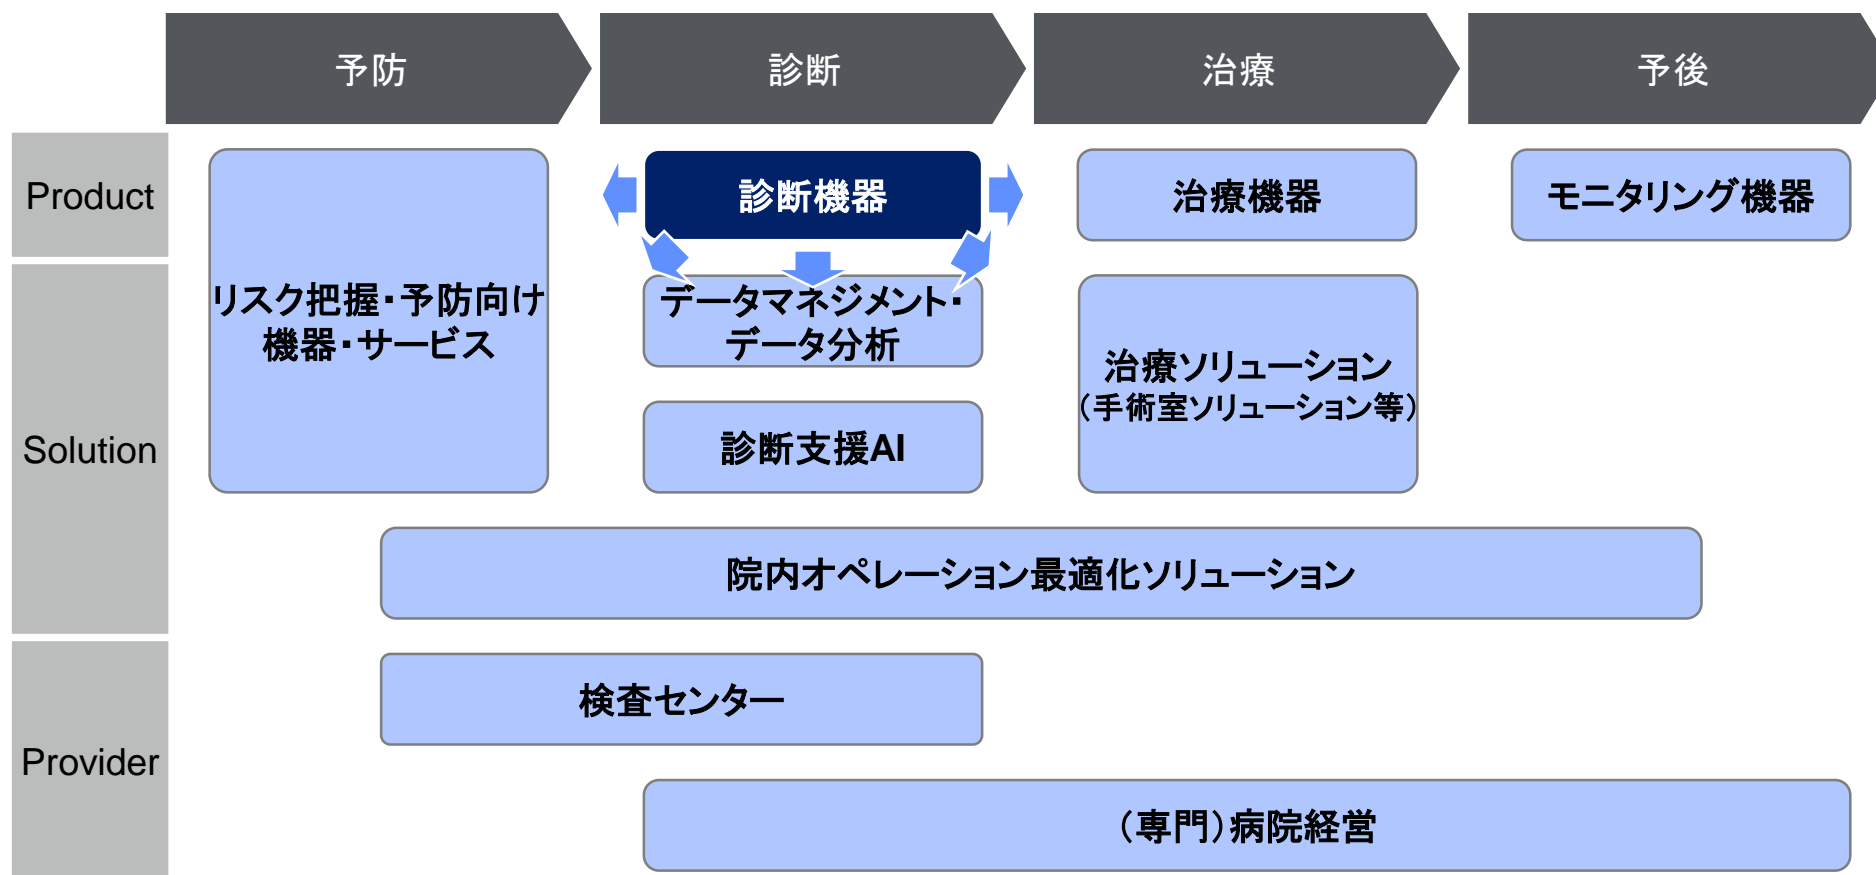 予防
診断
治療
予後
Product
診断機器
治療機器
モニタリング機器
リスク把握・予防向け
機器・サービス
Solution
データマネジメント・
データ分析
診断支援AI
治療ソリューション
（手術室ソリューション等）
院内オペレーション最適化ソリューション
Provider
検査センター
（専門）病院経営